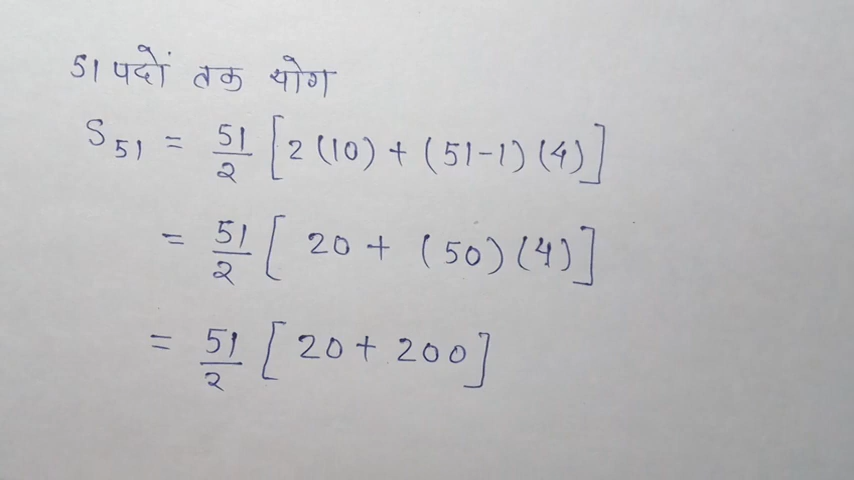 51 पदों तक योग
S₅₁ = 51/2 [2(10) + (51-1)(4)]
= 51/2 [ 20 + (50)(4)]
= 51/2 [ 20 + 200]